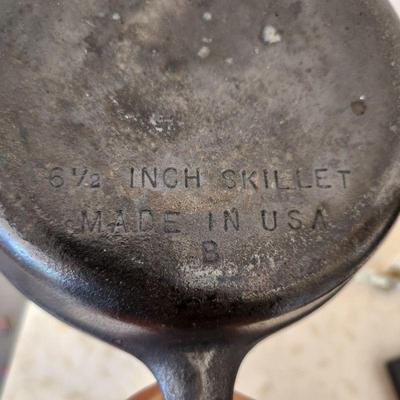 6 1/2 INCH SKILLET
MADE IN USA
B